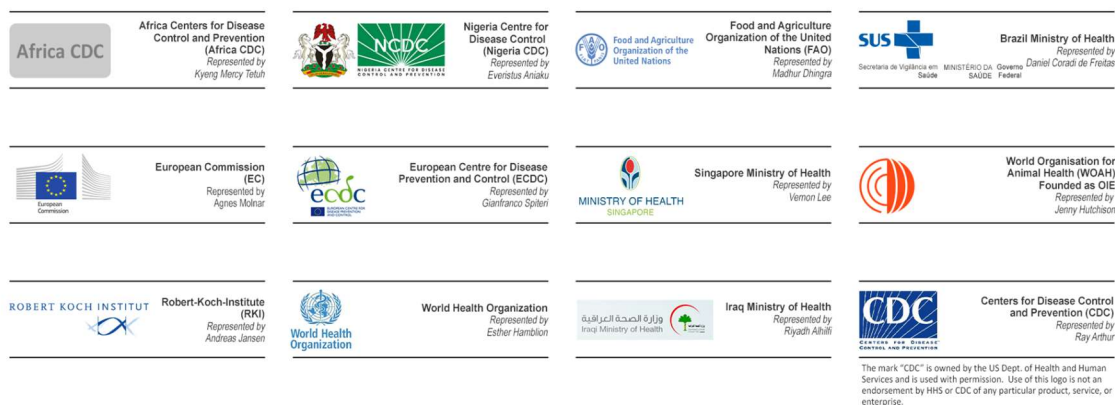 Africa CDC
Africa Centers for Disease
Control and Prevention
(Africa CDC)
Represented by
Kyeng Mercy Tetuh
NCDC
NIGERIA CENTRE FOR DISEASE
CONTROL AND PREVENTION
Nigeria Centre for
Disease Control
(Nigeria CDC)
Represented by
Everistus Aniaku
FAO
Food and Agriculture
Organization of the
United Nations
Food and Agriculture
Organization of the United
Nations (FAO)
Represented by
Madhur Dhingra
SUS
Secretaria de Vigilância em
Saúde
MINISTÉRIO DA
SAÚDE
Governo
Federal
Brazil Ministry of Health
Represented by
Daniel Coradi de Freitas
European
Commission
European Commission
(EC)
Represented by
Agnes Molnar
ecdc
EUROPEAN CENTRE FOR
DISEASE PREVENTION
AND CONTROL
European Centre for Disease
Prevention and Control (ECDC)
Represented by
Gianfranco Spiteri
MINISTRY OF HEALTH
SINGAPORE
Singapore Ministry of Health
Represented by
Vernon Lee
World Organisation for
Animal Health (WOAH)
Founded as OIE
Represented by
Jenny Hutchison
ROBERT KOCH INSTITUT
Robert-Koch-Institute
(RKI)
Represented by
Andreas Jansen
World Health
Organization
World Health Organization
Represented by
Esther Hamblion
وزارة الصحة العراقية
Iraqi Ministry of Health
Iraq Ministry of Health
Represented by
Riyadh Alhilfi
CDC
CENTERS FOR DISEASE
CONTROL AND PREVENTION
Centers for Disease Control
and Prevention (CDC)
Represented by
Ray Arthur
The mark "CDC" is owned by the US Dept. of Health and Human
Services and is used with permission. Use of this logo is not an
endorsement by HHS or CDC of any particular product, service, or
enterprise.